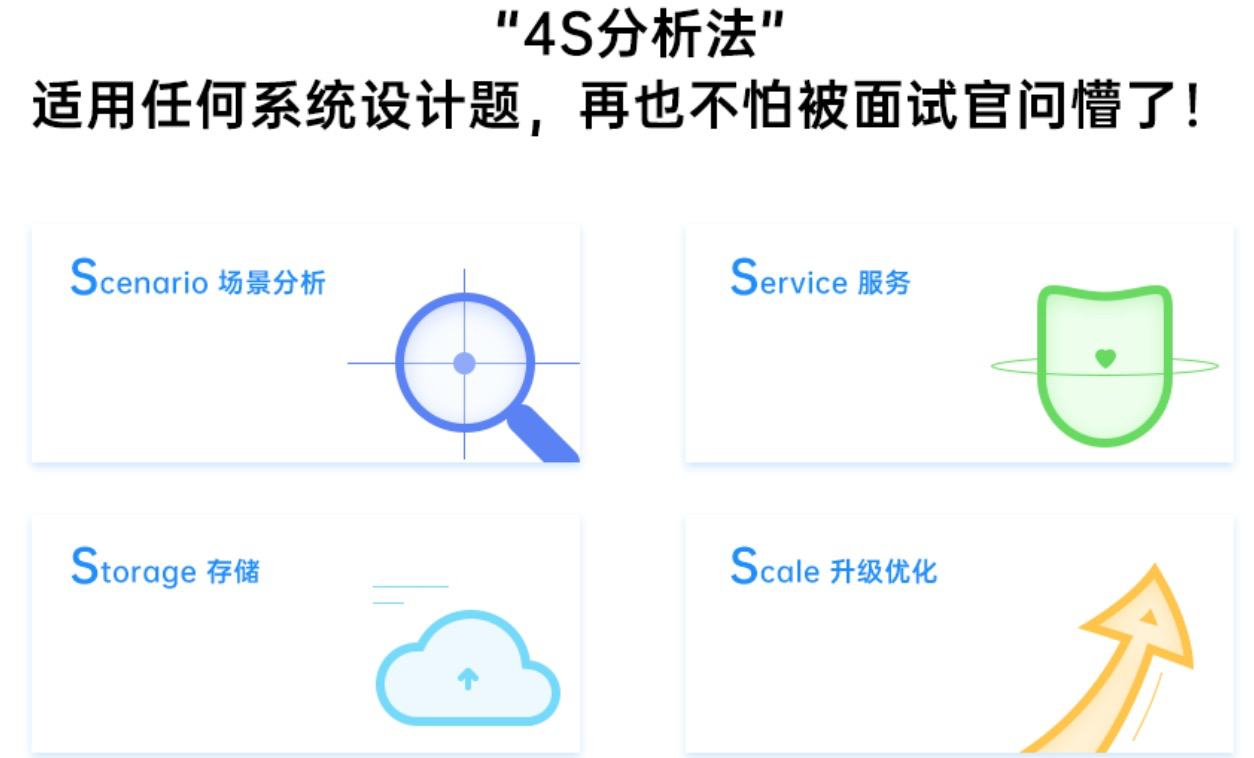 “4S分析法”
适用任何系统设计题，再也不怕被面试官问懵了！
Scenario 场景分析
Service 服务
Storage 存储
Scale 升级优化